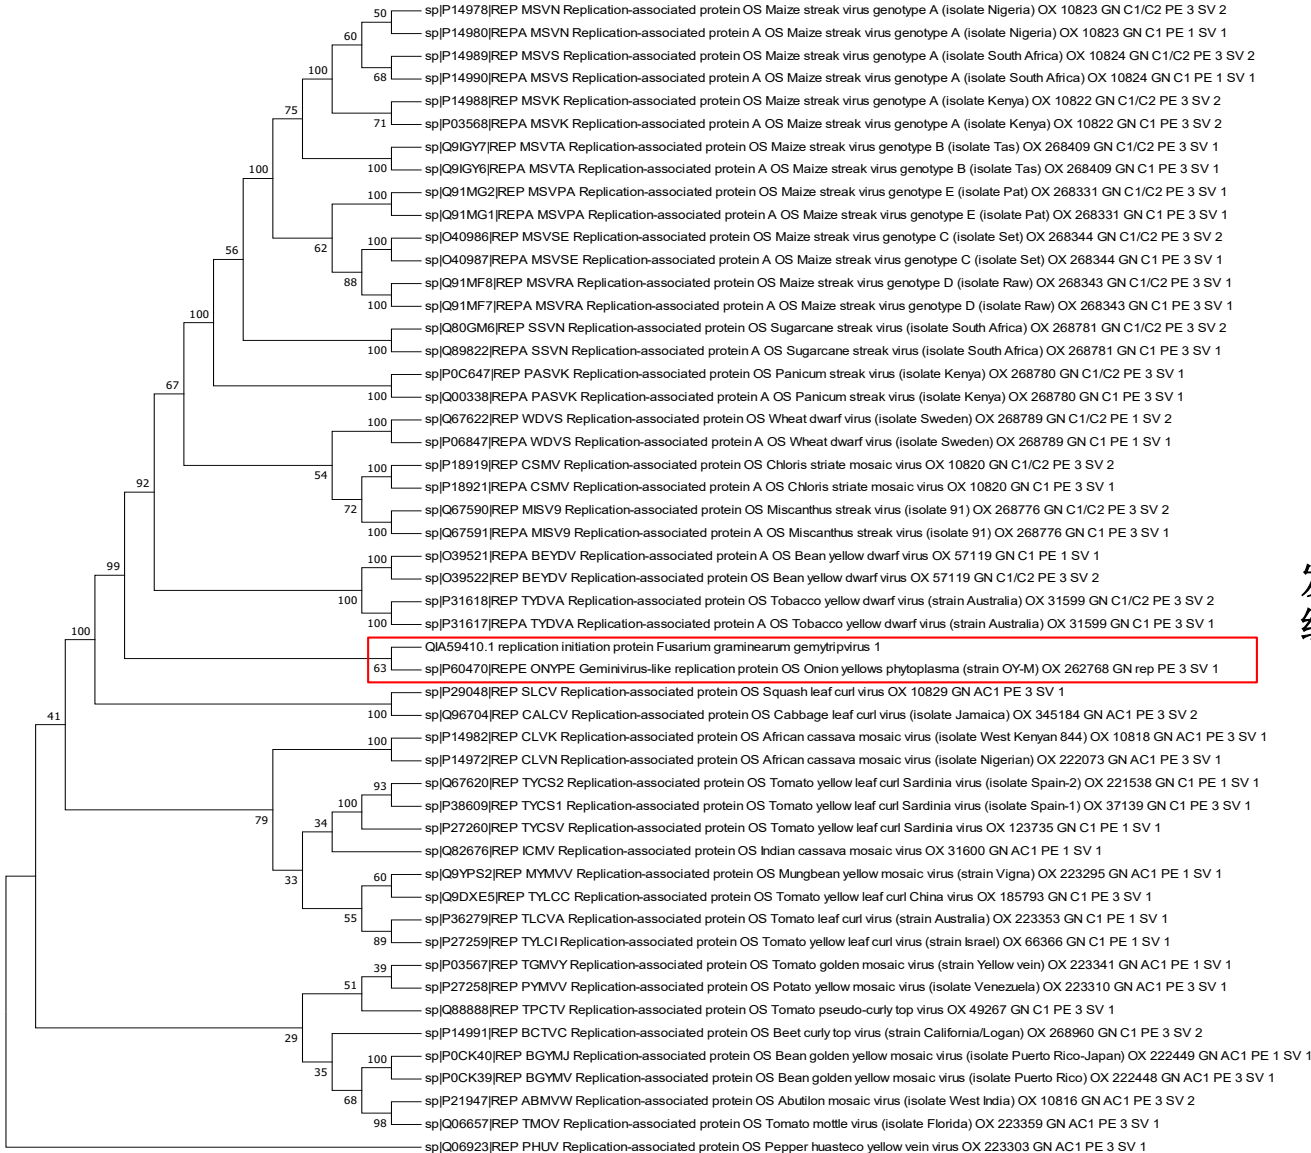 sp|P14978|REP MSVN Replication-associated protein OS Maize streak virus genotype A (isolate Nigeria) OX 10823 GN C1/C2 PE 3 SV 2
50
sp|P14980|REPA MSVN Replication-associated protein A OS Maize streak virus genotype A (isolate Nigeria) OX 10823 GN C1 PE 1 SV 1
60
sp|P14989|REP MSVS Replication-associated protein OS Maize streak virus genotype A (isolate South Africa) OX 10824 GN C1/C2 PE 3 SV 2
100
68
sp|P14990|REPA MSVS Replication-associated protein A OS Maize streak virus genotype A (isolate South Africa) OX 10824 GN C1 PE 1 SV 1
sp|P14988|REP MSVK Replication-associated protein OS Maize streak virus genotype A (isolate Kenya) OX 10822 GN C1/C2 PE 3 SV 2
75
71
sp|P03568|REPA MSVK Replication-associated protein A OS Maize streak virus genotype A (isolate Kenya) OX 10822 GN C1 PE 3 SV 2
sp|Q9IGY7|REP MSVTA Replication-associated protein OS Maize streak virus genotype B (isolate Tas) OX 268409 GN C1/C2 PE 3 SV 1
100
100
sp|Q9IGY6|REPA MSVTA Replication-associated protein A OS Maize streak virus genotype B (isolate Tas) OX 268409 GN C1 PE 3 SV 1
sp|Q91MG2|REP MSVPA Replication-associated protein OS Maize streak virus genotype E (isolate Pat) OX 268331 GN C1/C2 PE 3 SV 1
100
sp|Q91MG1|REPA MSVPA Replication-associated protein A OS Maize streak virus genotype E (isolate Pat) OX 268331 GN C1 PE 3 SV 1
sp|O40986|REP MSVSE Replication-associated protein OS Maize streak virus genotype C (isolate Set) OX 268344 GN C1/C2 PE 3 SV 2
100
62
56
sp|O40987|REPA MSVSE Replication-associated protein A OS Maize streak virus genotype C (isolate Set) OX 268344 GN C1 PE 3 SV 1
88
sp|Q91MF8|REP MSVRA Replication-associated protein OS Maize streak virus genotype D (isolate Raw) OX 268343 GN C1/C2 PE 3 SV 1
100
sp|Q91MF7|REPA MSVRA Replication-associated protein A OS Maize streak virus genotype D (isolate Raw) OX 268343 GN C1 PE 3 SV 1
100
sp|Q80GM6|REP SSVN Replication-associated protein OS Sugarcane streak virus (isolate South Africa) OX 268781 GN C1/C2 PE 3 SV 2
100
sp|Q89822|REPA SSVN Replication-associated protein A OS Sugarcane streak virus (isolate South Africa) OX 268781 GN C1 PE 3 SV 1
sp|P0C647|REP PASVK Replication-associated protein OS Panicum streak virus (isolate Kenya) OX 268780 GN C1/C2 PE 3 SV 1
67
100
sp|Q00338|REPA PASVK Replication-associated protein A OS Panicum streak virus (isolate Kenya) OX 268780 GN C1 PE 3 SV 1
sp|Q67622|REP WDVS Replication-associated protein OS Wheat dwarf virus (isolate Sweden) OX 268789 GN C1/C2 PE 1 SV 2
100
sp|P06847|REPA WDVS Replication-associated protein A OS Wheat dwarf virus (isolate Sweden) OX 268789 GN C1 PE 1 SV 1
sp|P18919|REP CSMV Replication-associated protein OS Chloris striate mosaic virus OX 10820 GN C1/C2 PE 3 SV 2
100
54
92
sp|P18921|REPA CSMV Replication-associated protein A OS Chloris striate mosaic virus OX 10820 GN C1 PE 3 SV 1
72
sp|Q67590|REP MISV9 Replication-associated protein OS Miscanthus streak virus (isolate 91) OX 268776 GN C1/C2 PE 3 SV 2
100
sp|Q67591|REPA MISV9 Replication-associated protein A OS Miscanthus streak virus (isolate 91) OX 268776 GN C1 PE 3 SV 1
sp|O39521|REPA BEYDV Replication-associated protein A OS Bean yellow dwarf virus OX 57119 GN C1 PE 1 SV 1
100
99
sp|O39522|REP BEYDV Replication-associated protein OS Bean yellow dwarf virus OX 57119 GN C1/C2 PE 3 SV 2
100
sp|P31618|REP TYDVA Replication-associated protein OS Tobacco yellow dwarf virus (strain Australia) OX 31599 GN C1/C2 PE 3 SV 2
100
sp|P31617|REPA TYDVA Replication-associated protein A OS Tobacco yellow dwarf virus (strain Australia) OX 31599 GN C1 PE 3 SV 1
100
QIA59410.1 replication initiation protein Fusarium graminearum gemytripvirus 1
63
sp|P60470|REPE ONYPE Geminivirus-like replication protein OS Onion yellows phytoplasma (strain OY-M) OX 262768 GN rep PE 3 SV 1
sp|P29048|REP SLCV Replication-associated protein OS Squash leaf curl virus OX 10829 GN AC1 PE 3 SV 1
41
100
sp|Q96704|REP CALCV Replication-associated protein OS Cabbage leaf curl virus (isolate Jamaica) OX 345184 GN AC1 PE 3 SV 2
sp|P14982|REP CLVK Replication-associated protein OS African cassava mosaic virus (isolate West Kenyan 844) OX 10818 GN AC1 PE 3 SV 1
100
sp|P14972|REP CLVN Replication-associated protein OS African cassava mosaic virus (isolate Nigerian) OX 222073 GN AC1 PE 3 SV 1
sp|Q67620|REP TYCS2 Replication-associated protein OS Tomato yellow leaf curl Sardinia virus (isolate Spain-2) OX 221538 GN C1 PE 1 SV 1
93
100
sp|P38609|REP TYCS1 Replication-associated protein OS Tomato yellow leaf curl Sardinia virus (isolate Spain-1) OX 37139 GN C1 PE 3 SV 1
79
34
sp|P27260|REP TYCSV Replication-associated protein OS Tomato yellow leaf curl Sardinia virus OX 123735 GN C1 PE 1 SV 1
sp|Q82676|REP ICMV Replication-associated protein OS Indian cassava mosaic virus OX 31600 GN AC1 PE 1 SV 1
33
sp|Q9YPS2|REP MYMVV Replication-associated protein OS Mungbean yellow mosaic virus (strain Vigna) OX 223295 GN AC1 PE 1 SV 1
60
sp|Q9DXE5|REP TYLCC Replication-associated protein OS Tomato yellow leaf curl China virus OX 185793 GN C1 PE 3 SV 1
55
sp|P36279|REP TLCVA Replication-associated protein OS Tomato leaf curl virus (strain Australia) OX 223353 GN C1 PE 1 SV 1
89
sp|P27259|REP TYLCI Replication-associated protein OS Tomato yellow leaf curl virus (strain Israel) OX 66366 GN C1 PE 1 SV 1
sp|P03567|REP TGMVY Replication-associated protein OS Tomato golden mosaic virus (strain Yellow vein) OX 223341 GN AC1 PE 1 SV 1
39
51
sp|P27258|REP PYMVV Replication-associated protein OS Potato yellow mosaic virus (isolate Venezuela) OX 223310 GN AC1 PE 3 SV 1
sp|Q88888|REP TPCTV Replication-associated protein OS Tomato pseudo-curly top virus OX 49267 GN C1 PE 3 SV 1
29
sp|P14991|REP BCTVC Replication-associated protein OS Beet curly top virus (strain California/Logan) OX 268960 GN C1 PE 3 SV 2
35
sp|P0CK40|REP BGYMJ Replication-associated protein OS Bean golden yellow mosaic virus (isolate Puerto Rico-Japan) OX 222449 GN AC1 PE 1 SV 1
100
sp|P0CK39|REP BGYMV Replication-associated protein OS Bean golden yellow mosaic virus (isolate Puerto Rico) OX 222448 GN AC1 PE 3 SV 1
68
sp|P21947|REP ABMVW Replication-associated protein OS Abutilon mosaic virus (isolate West India) OX 10816 GN AC1 PE 3 SV 2
98
sp|Q06657|REP TMOV Replication-associated protein OS Tomato mottle virus (isolate Florida) OX 223359 GN AC1 PE 3 SV 1
sp|Q06923|REP PHUV Replication-associated protein OS Pepper huasteco yellow vein virus OX 223303 GN AC1 PE 3 SV 1